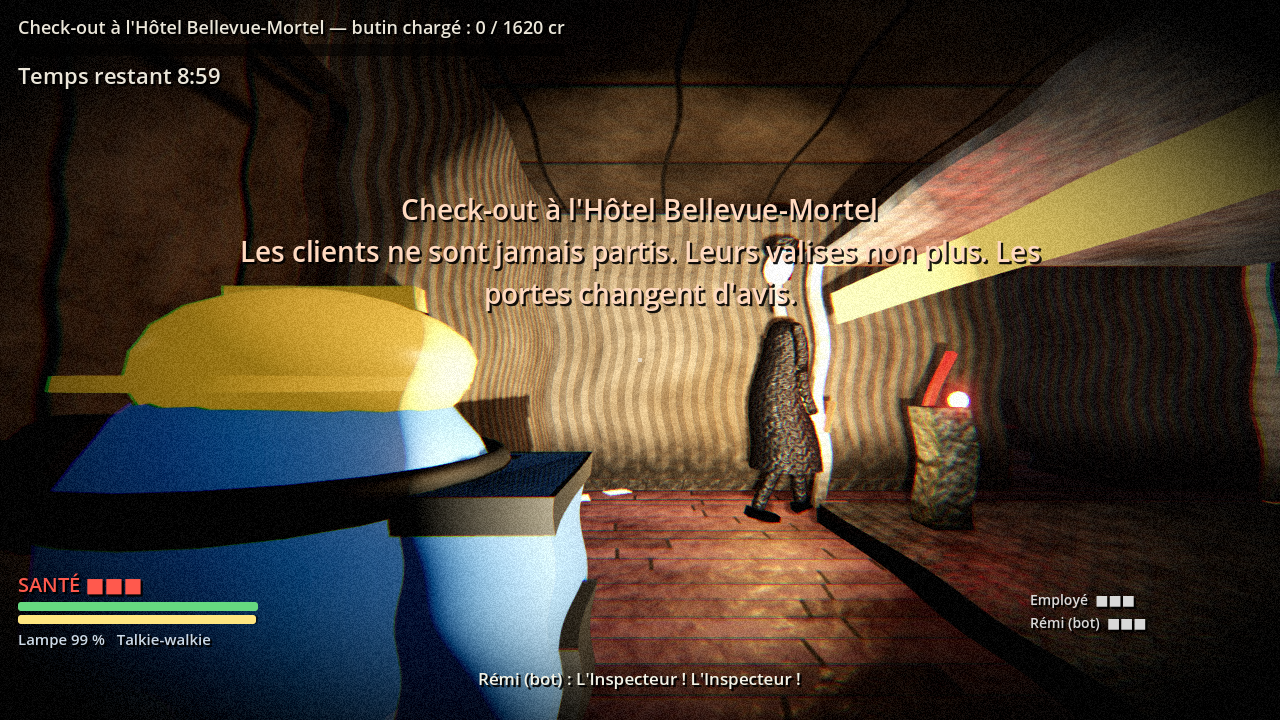 Check-out à l'Hôtel Bellevue-Mortel — butin chargé : 0 / 1620 cr
Temps restant 8:59
Check-out à l'Hôtel Bellevue-Mortel
Les clients ne sont jamais partis. Leurs valises non plus. Les
portes changent d'avis.
SANTÉ
Lampe 99 % Talkie-walkie
Employé
Rémi (bot)
Rémi (bot) : L'Inspecteur ! L'Inspecteur !